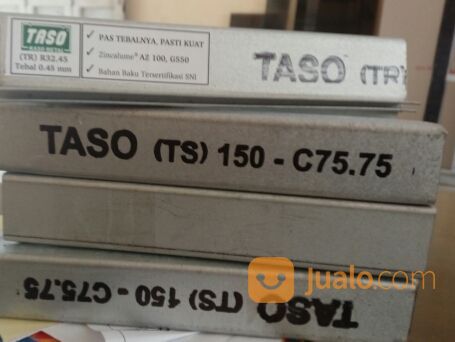 TASO
BAJA RINGAN
(TR) R32.45
Tebal 0.45 mm
✓ PAS TEBALNYA, PASTI KUAT
✓ Zincalume® AZ 100, G550
✓ Bahan Baku Tersertifikasi SNI
TASO (TR)
TASO (TS) 150 - C75.75
jualo.com
TASO (TS) 150 - C75.75